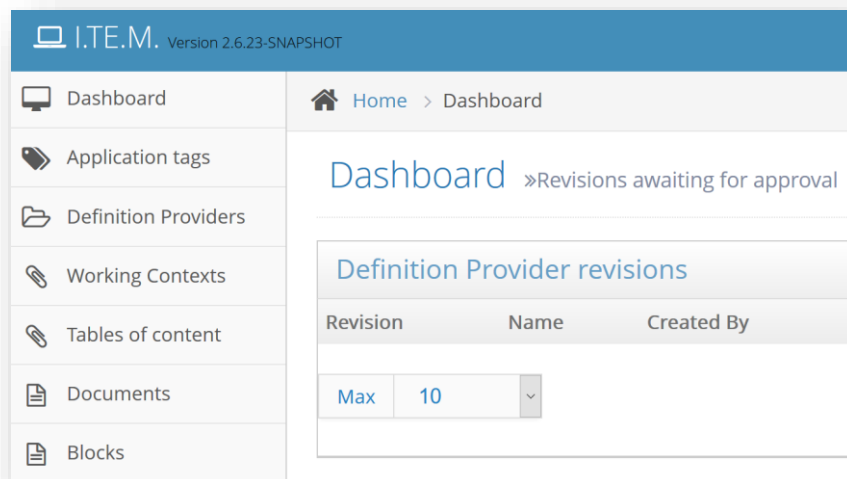 I.TE.M. Version 2.6.23-SNAPSHOT
Dashboard
Application tags
Definition Providers
Working Contexts
Tables of content
Documents
Blocks
Home > Dashboard
Dashboard »Revisions awaiting for approval
Definition Provider revisions
Revision Name Created By
Max 10